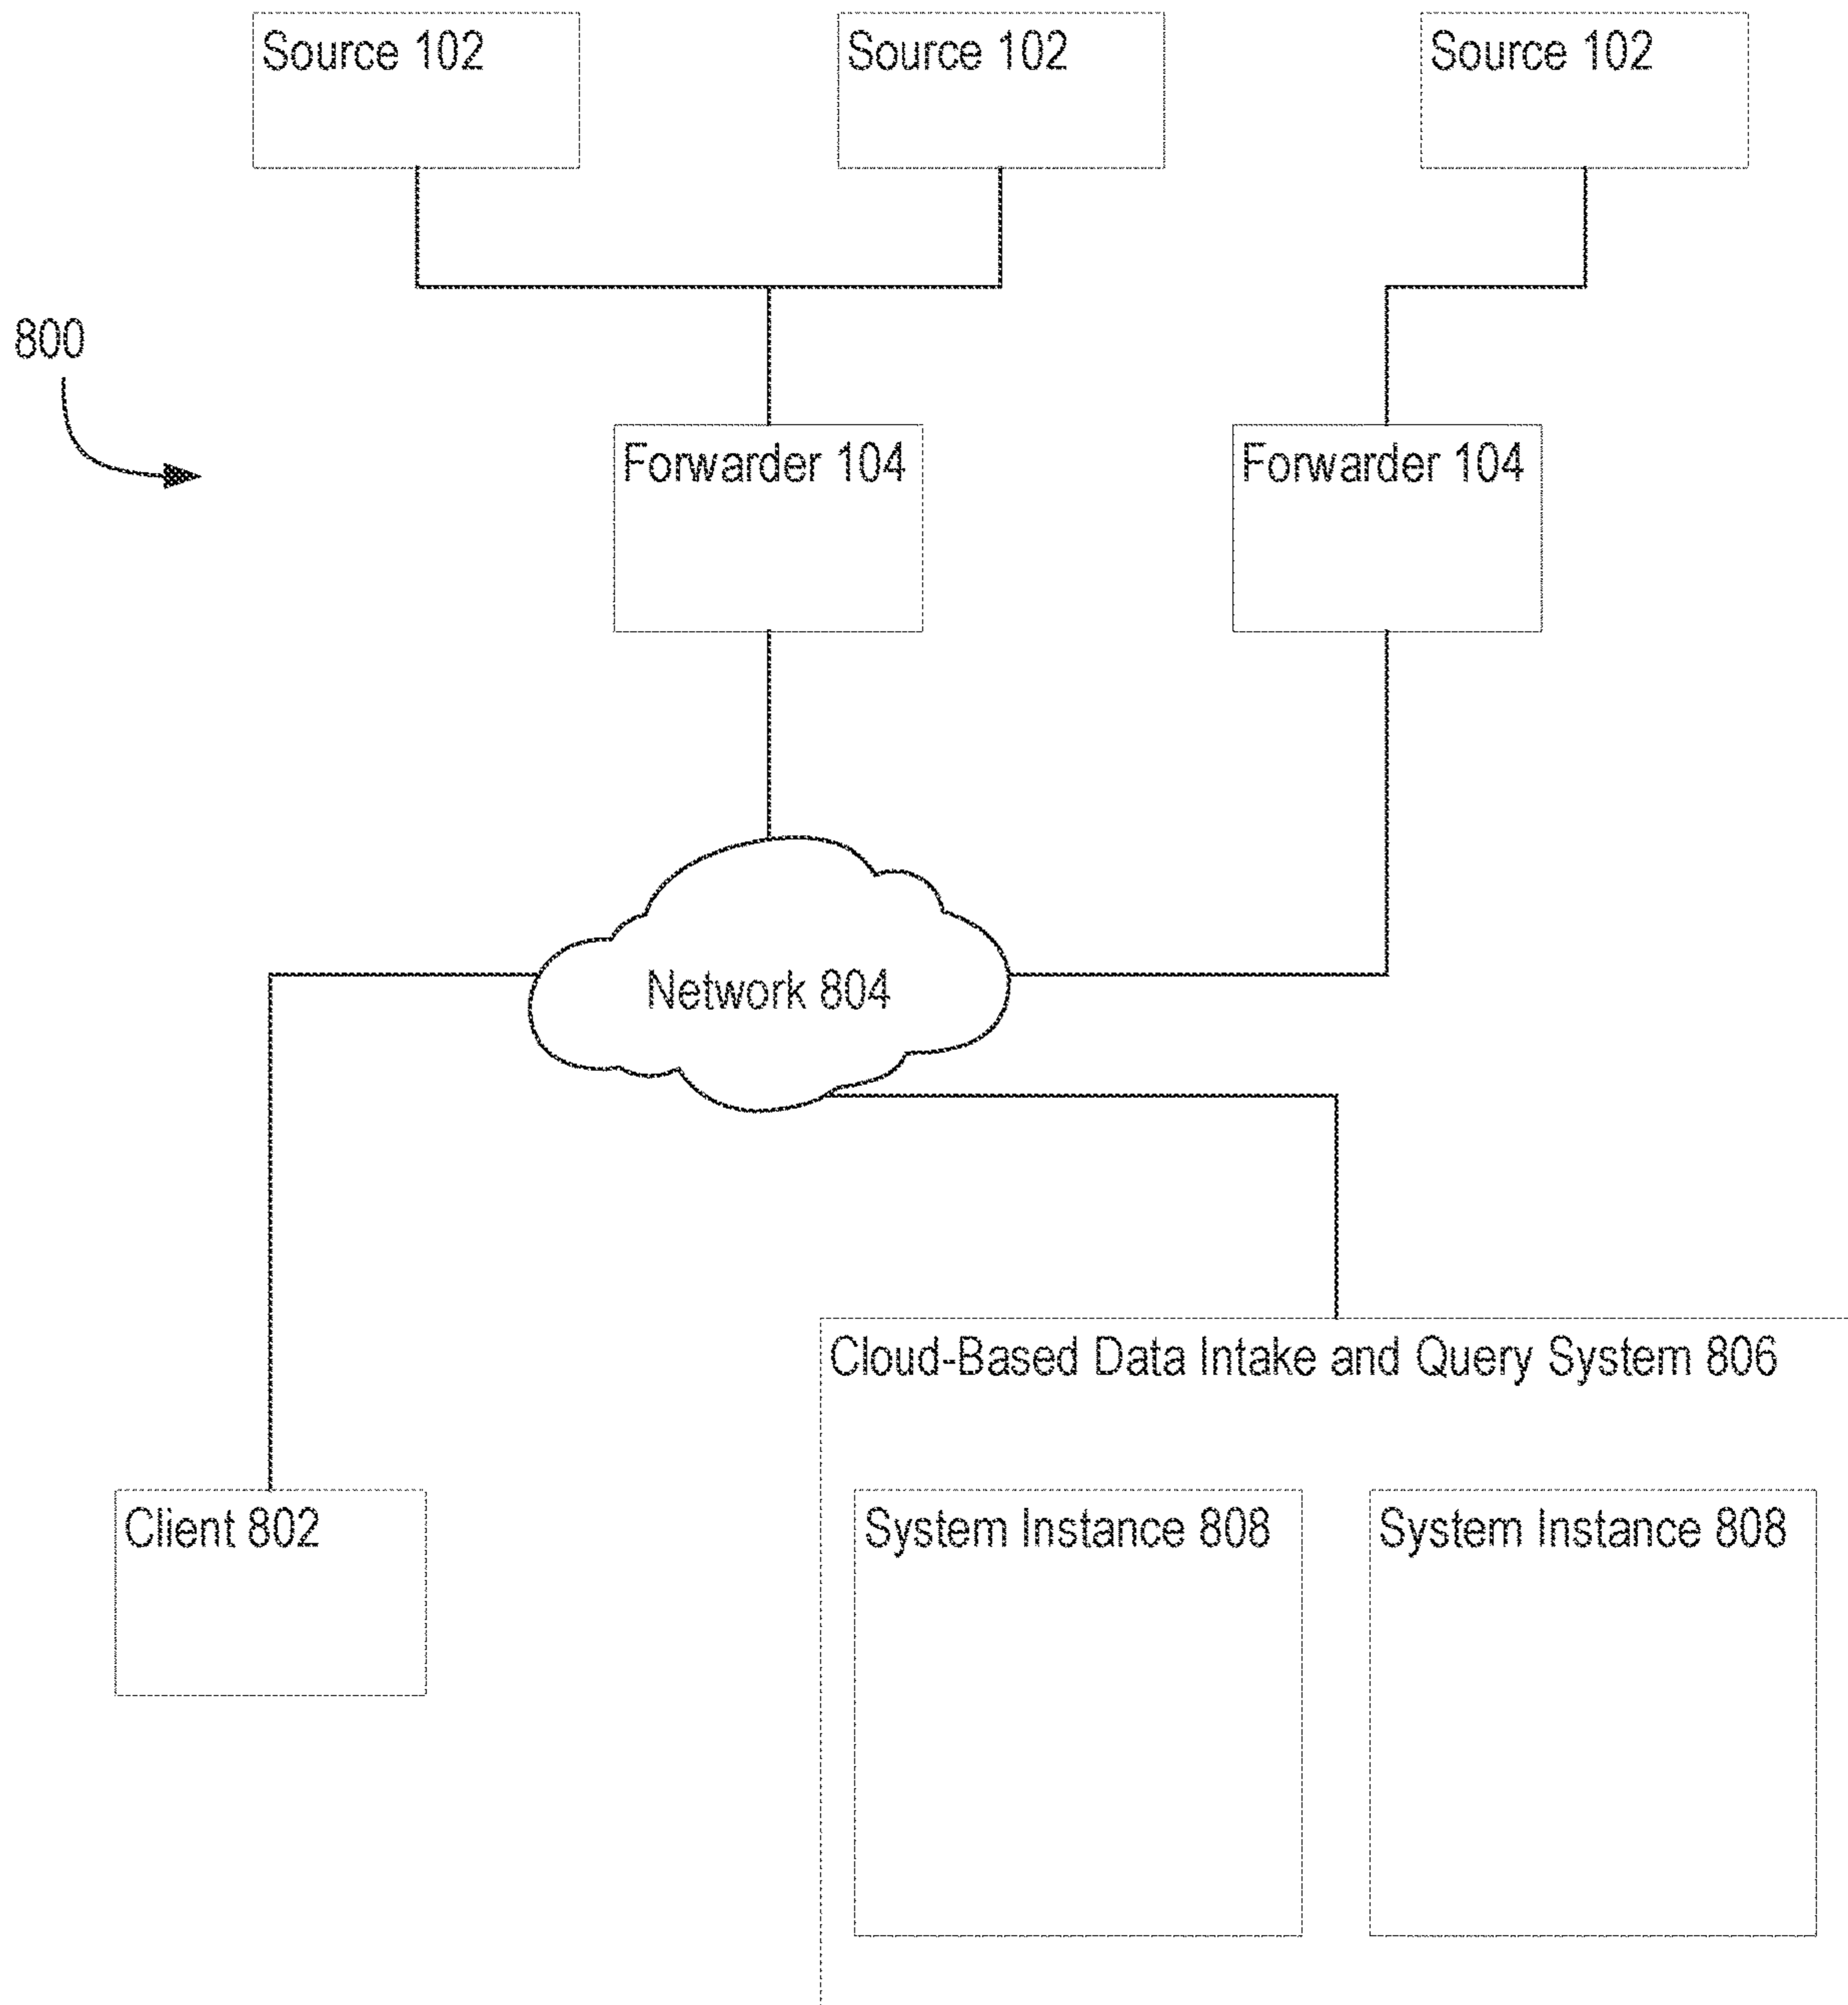 Source 102
Source 102
Source 102
800
Forwarder 104
Forwarder 104
Network 804
Cloud-Based Data Intake and Query System 806
Client 802
System Instance 808
System Instance 808